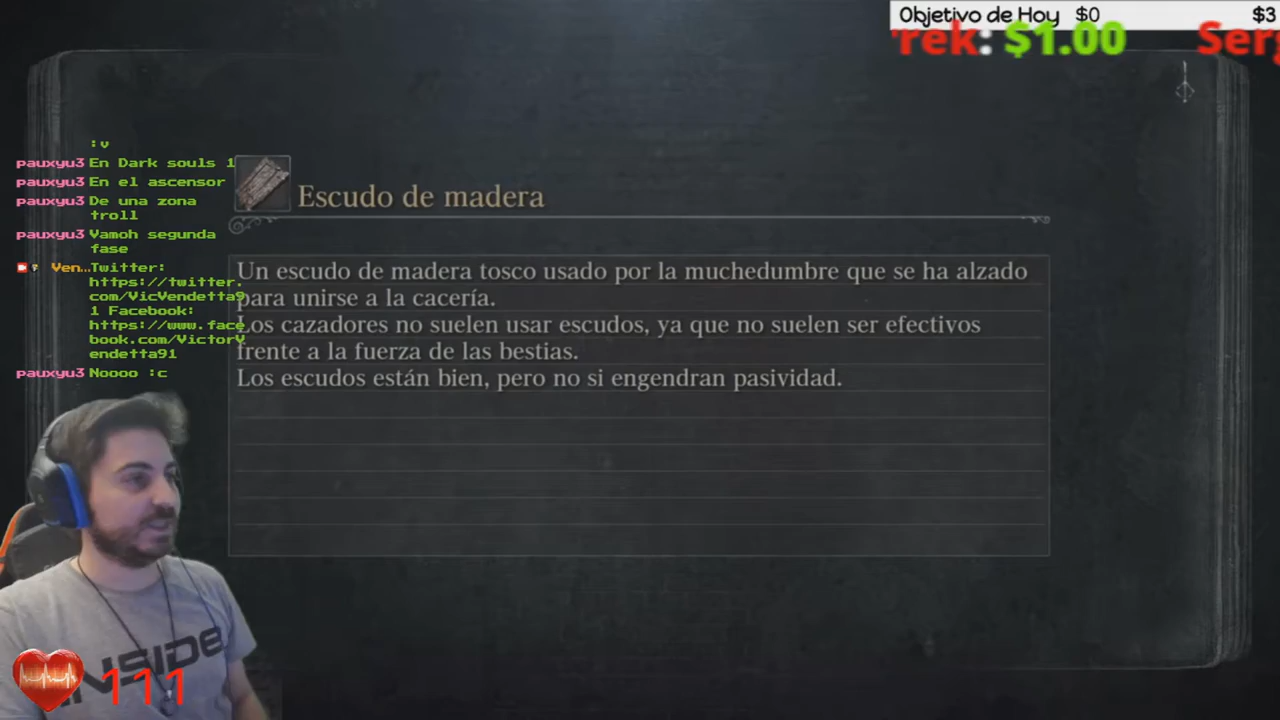 Objetivo de Hoy $0 $3
rek: $1.00 Serg
:v
pauxyu3 En Dark souls 1
pauxyu3 En el ascensor
pauxyu3 De una zona
troll
pauxyu3 Vamoh segunda
fase
Ven… Twitter:
https://twitter.
com/VicVendetta9
1 Facebook:
https://www.face
book.com/VictorV
endetta91
pauxyu3 Noooo :c
Escudo de madera
Un escudo de madera tosco usado por la muchedumbre que se ha alzado
para unirse a la cacería.
Los cazadores no suelen usar escudos, ya que no suelen ser efectivos
frente a la fuerza de las bestias.
Los escudos están bien, pero no si engendran pasividad.
INSIDE
111